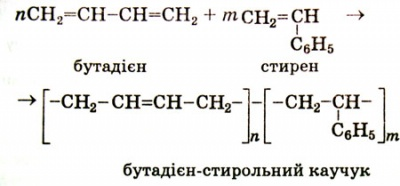 nCH₂=CH-CH=CH₂ + mCH₂=CH →
C₆H₅
бутадієн стирен
→[-CH₂-CH=CH-CH₂-]n-[-CH₂-CH-]m
C₆H₅
бутадієн-стирольний каучук